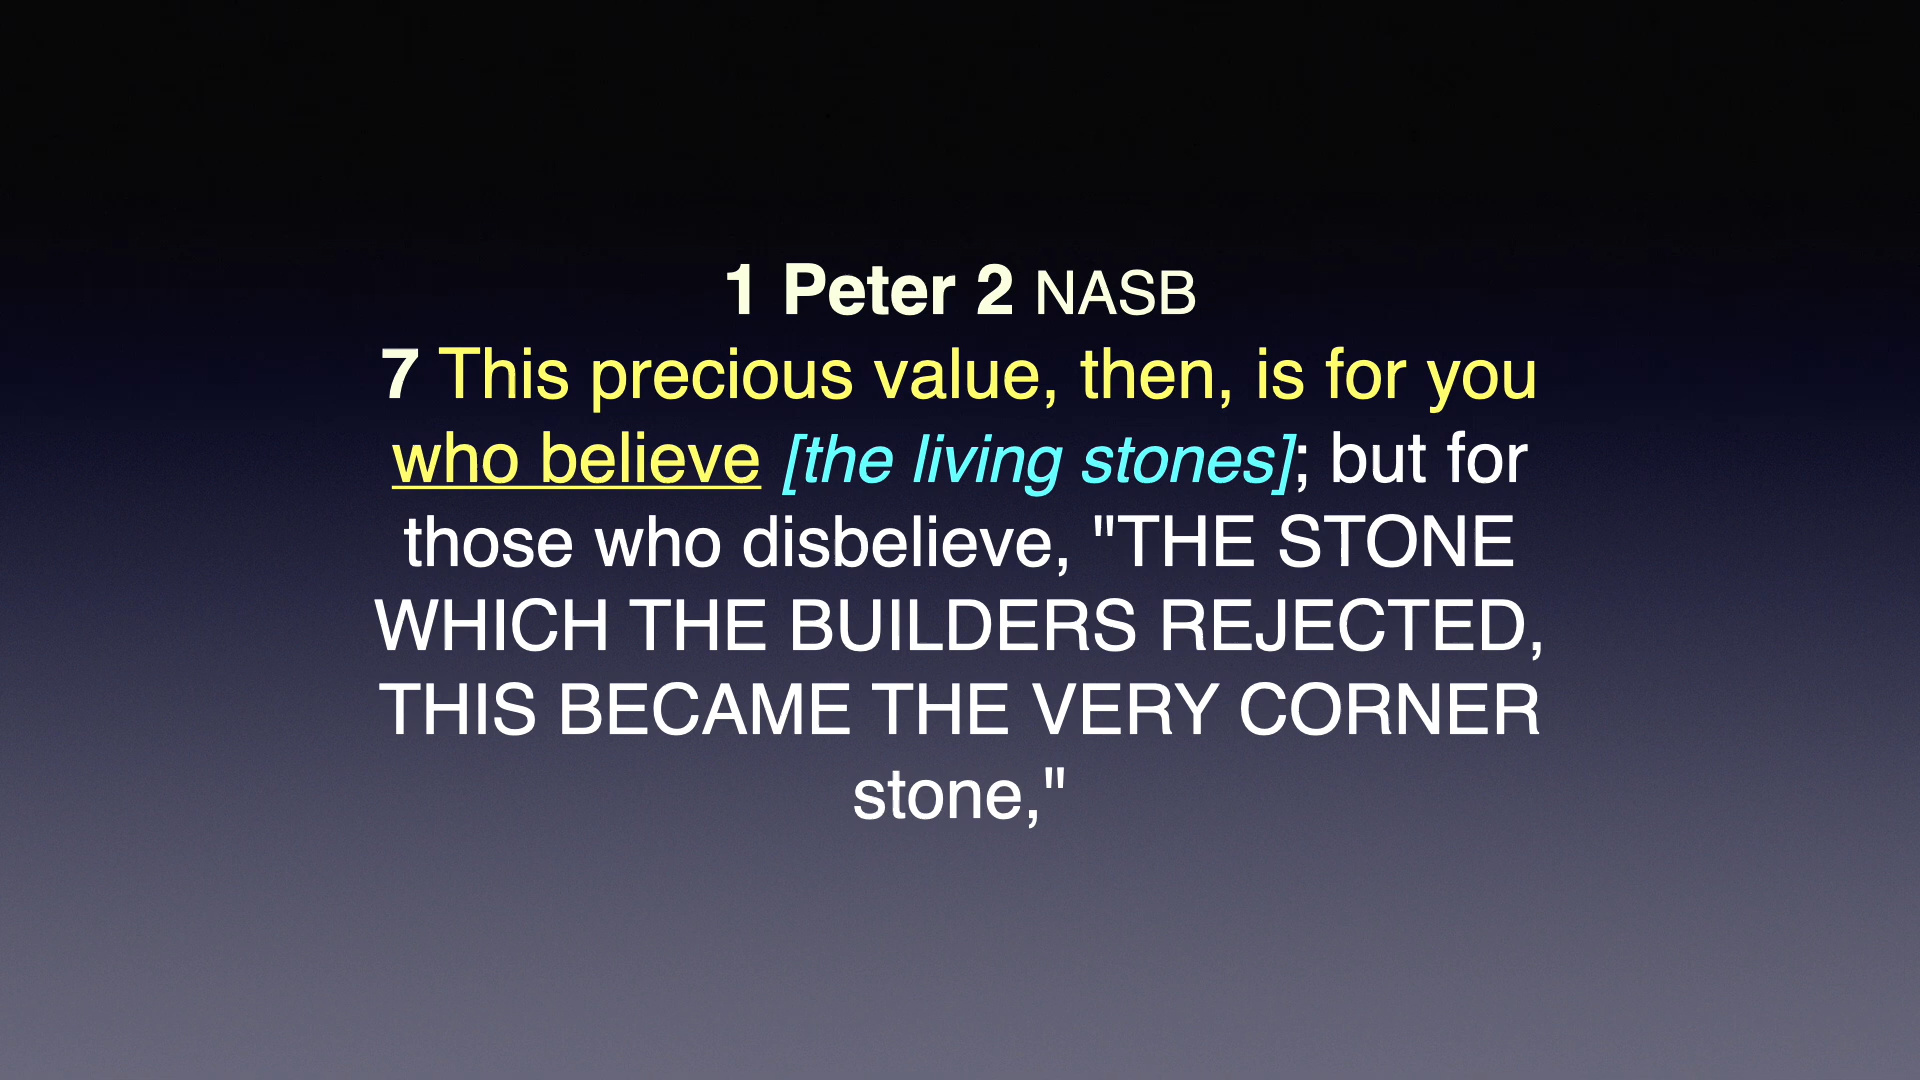 1 Peter 2 NASB
7 This precious value, then, is for you
who believe [the living stones]; but for
those who disbelieve, "THE STONE
WHICH THE BUILDERS REJECTED,
THIS BECAME THE VERY CORNER
stone,"